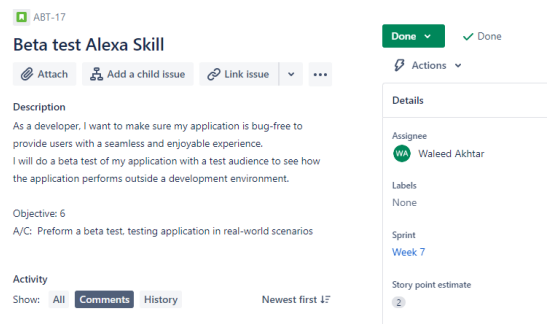 ABT-17
Beta test Alexa Skill
Attach
Add a child issue
Link issue
Description
As a developer, I want to make sure my application is bug-free to
provide users with a seamless and enjoyable experience.
I will do a beta test of my application with a test audience to see how
the application performs outside a development environment.
Objective: 6
A/C: Preform a beta test, testing application in real-world scenarios
Activity
Show: All Comments History Newest first
Done Done
Actions
Details
Assignee
WA Waleed Akhtar
Labels
None
Sprint
Week 7
Story point estimate
2